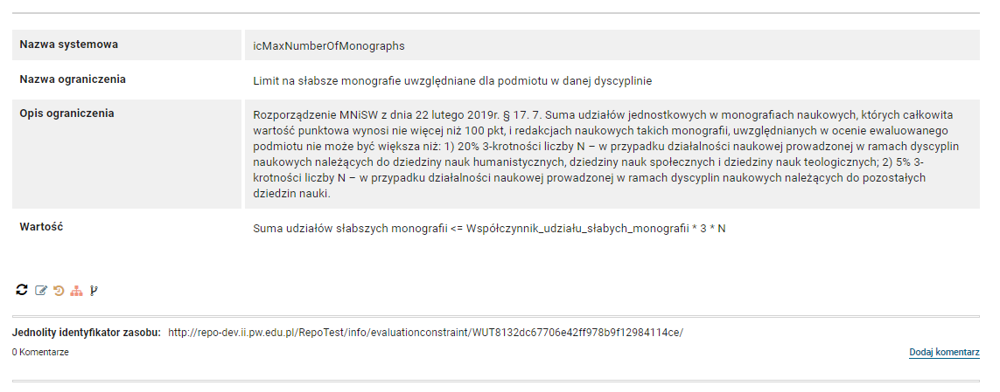 Nazwa systemowa
icMaxNumberOfMonographs
Nazwa ograniczenia
Limit na słabsze monografie uwzględniane dla podmiotu w danej dyscyplinie
Opis ograniczenia
Rozporządzenie MNiSW z dnia 22 lutego 2019r. § 17. 7. Suma udziałów jednostkowych w monografiach naukowych, których całkowita
wartość punktowa wynosi nie więcej niż 100 pkt, i redakcjach naukowych takich monografii, uwzględnianych w ocenie ewaluowanego
podmiotu nie może być większa niż: 1) 20% 3-krotności liczby N – w przypadku działalności naukowej prowadzonej w ramach dyscyplin
naukowych należących do dziedziny nauk humanistycznych, dziedziny nauk społecznych i dziedziny nauk teologicznych; 2) 5% 3-
krotności liczby N – w przypadku działalności naukowej prowadzonej w ramach dyscyplin naukowych należących do pozostałych
dziedzin nauki.
Wartość
Suma udziałów słabszych monografii <= Współczynnik_udziału_słabych_monografii * 3 * N
Jednolity identyfikator zasobu: http://repo-dev.ii.pw.edu.pl/RepoTest/info/evaluationconstraint/WUT8132dc67706e42ff978b9f12984114ce/
0 Komentarze
Dodaj komentarz